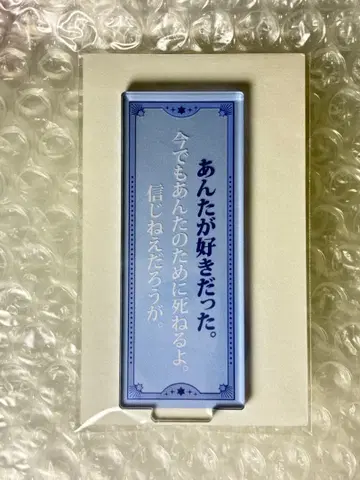 あんたが好きだった。
今でもあんたのために死ねるよ。
信じねえだろうが。